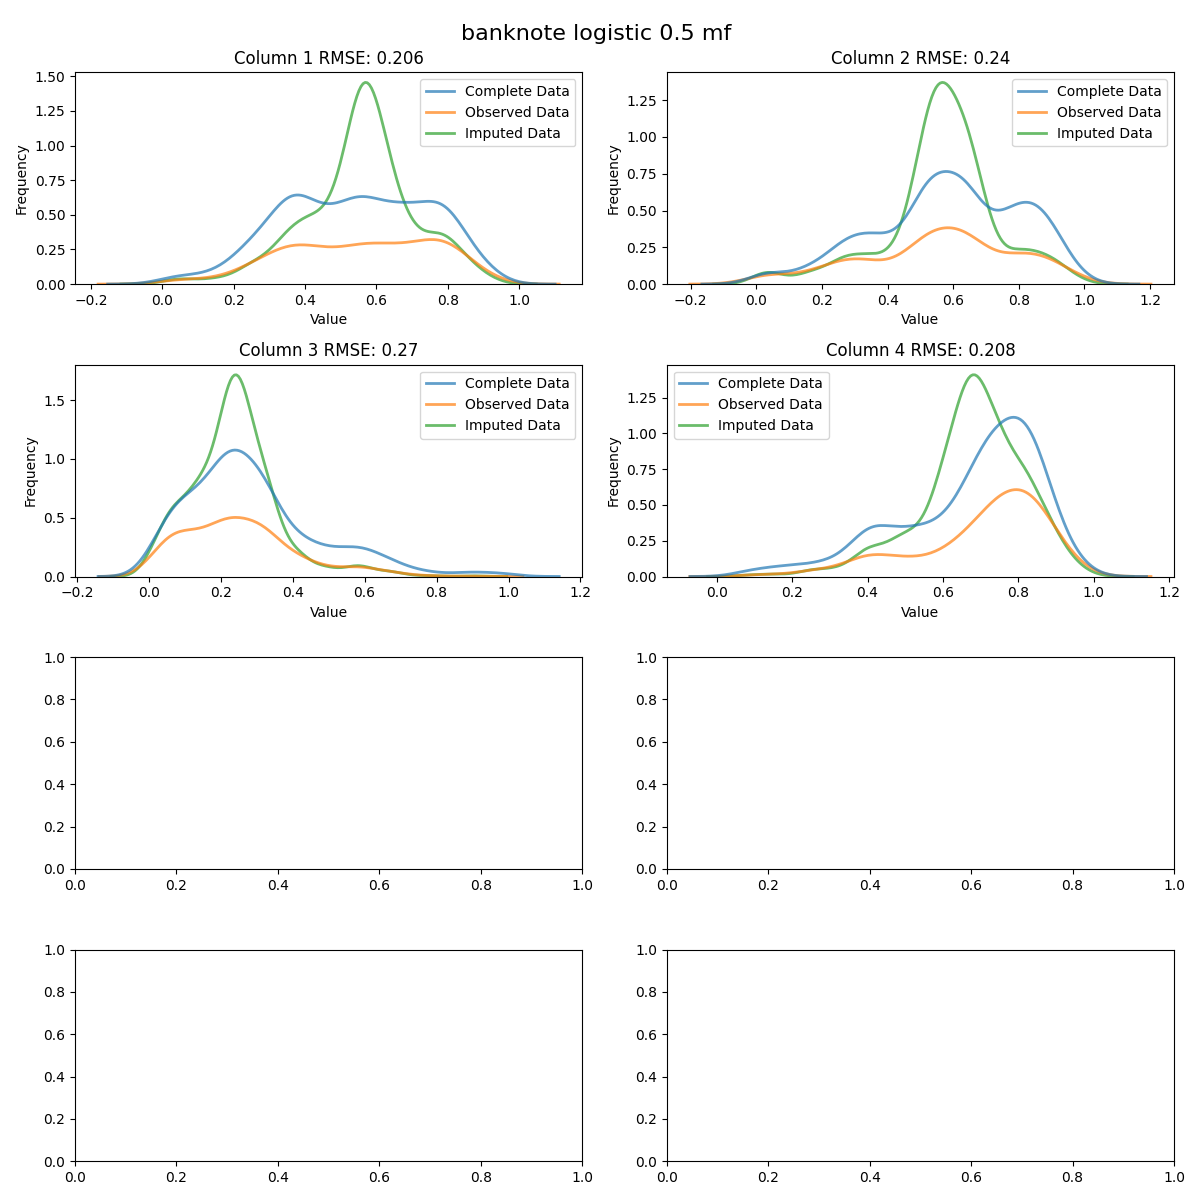 banknote logistic 0.5 mf
Column 1 RMSE: 0.206
Frequency
1.50
1.25
1.00
0.75
0.50
0.25
0.00
Complete Data
Observed Data
Imputed Data
−0.2 0.0 0.2 0.4 0.6 0.8 1.0
Value
Column 2 RMSE: 0.24
Frequency
1.25
1.00
0.75
0.50
0.25
0.00
Complete Data
Observed Data
Imputed Data
−0.2 0.0 0.2 0.4 0.6 0.8 1.0 1.2
Value
Column 3 RMSE: 0.27
Frequency
1.5
1.0
0.5
0.0
Complete Data
Observed Data
Imputed Data
−0.2 0.0 0.2 0.4 0.6 0.8 1.0 1.2
Value
Column 4 RMSE: 0.208
Frequency
1.25
1.00
0.75
0.50
0.25
0.00
Complete Data
Observed Data
Imputed Data
0.0 0.2 0.4 0.6 0.8 1.0 1.2
Value
1.0
0.8
0.6
0.4
0.2
0.0
0.0 0.2 0.4 0.6 0.8 1.0
1.0
0.8
0.6
0.4
0.2
0.0
0.0 0.2 0.4 0.6 0.8 1.0
1.0
0.8
0.6
0.4
0.2
0.0
0.0 0.2 0.4 0.6 0.8 1.0
1.0
0.8
0.6
0.4
0.2
0.0
0.0 0.2 0.4 0.6 0.8 1.0